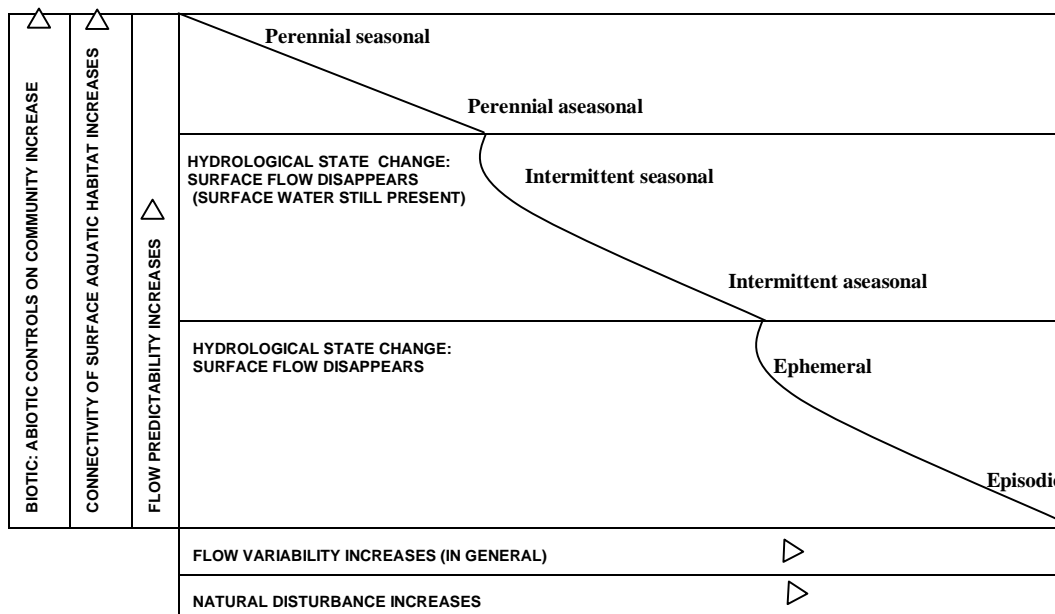 BIOTIC: ABIOTIC CONTROLS ON COMMUNITY INCREASE
CONNECTIVITY OF SURFACE AQUATIC HABITAT INCREASES
FLOW PREDICTABILITY INCREASES
Perennial seasonal
Perennial aseasonal
HYDROLOGICAL STATE CHANGE:
SURFACE FLOW DISAPPEARS
(SURFACE WATER STILL PRESENT)
Intermittent seasonal
Intermittent aseasonal
HYDROLOGICAL STATE CHANGE:
SURFACE FLOW DISAPPEARS
Ephemeral
Episodic
FLOW VARIABILITY INCREASES (IN GENERAL)
NATURAL DISTURBANCE INCREASES